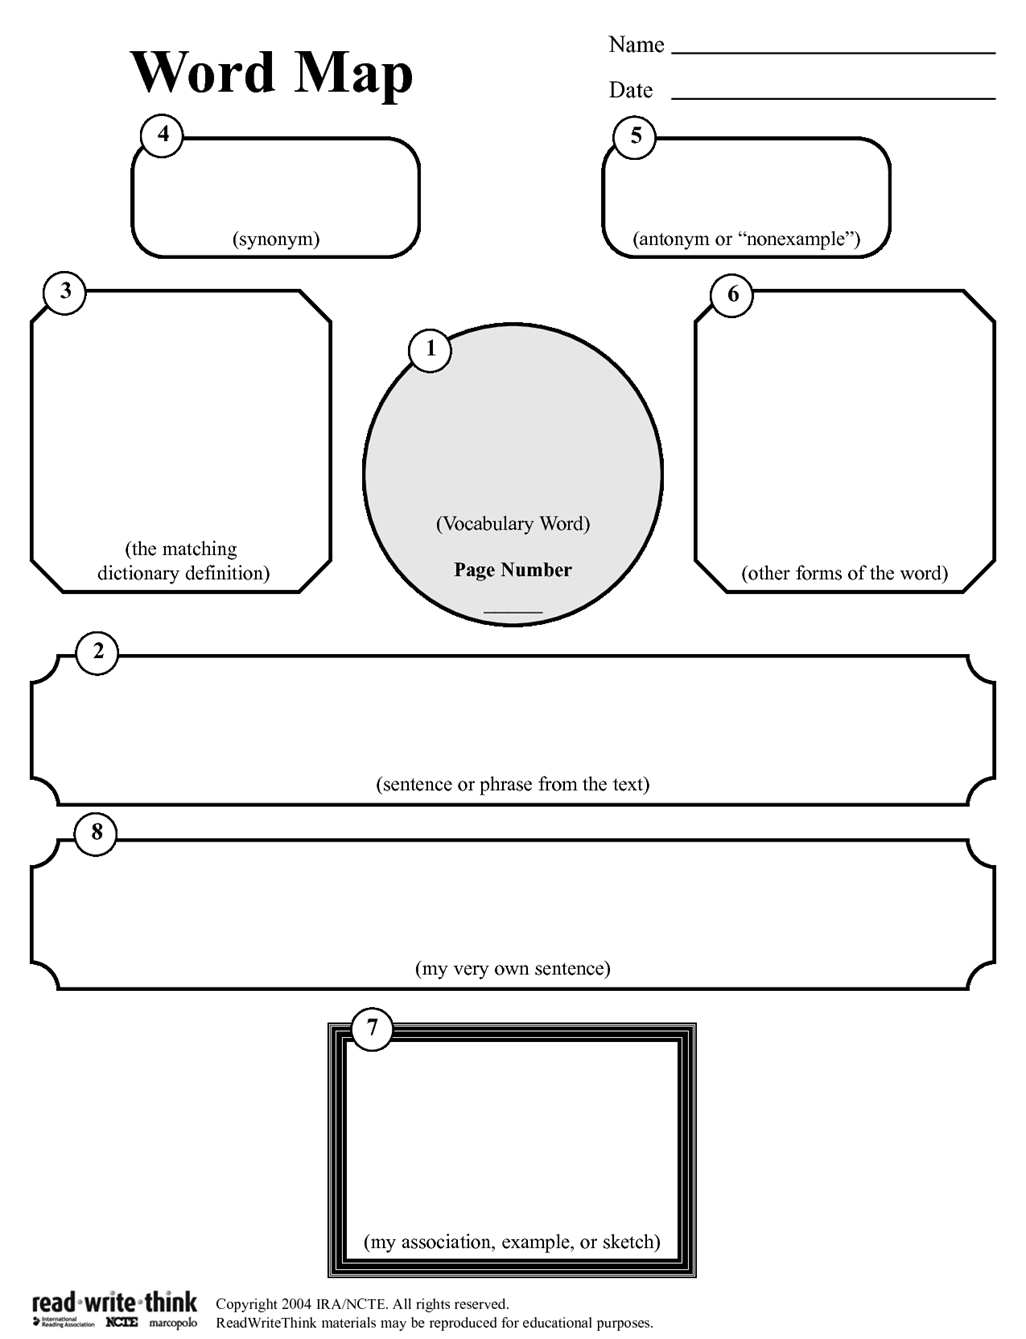 Word Map
Name
Date
4
(synonym)
5
(antonym or “nonexample”)
3
(the matching
dictionary definition)
1
(Vocabulary Word)
Page Number
6
(other forms of the word)
2
(sentence or phrase from the text)
8
(my very own sentence)
7
(my association, example, or sketch)
read·write·think
International
Reading Association
NCTE
marcopolo
Copyright 2004 IRA/NCTE. All rights reserved.
ReadWriteThink materials may be reproduced for educational purposes.